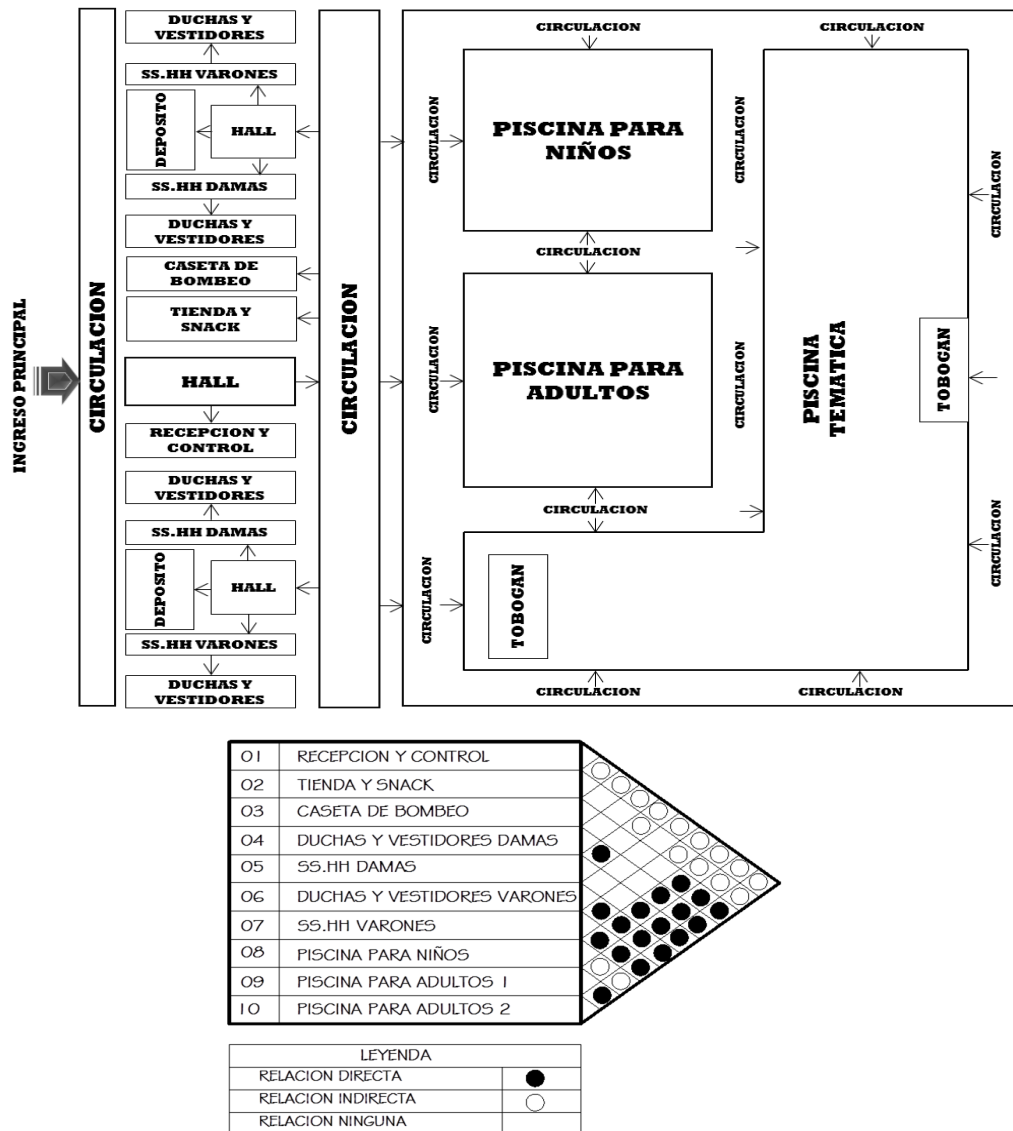 INGRESO PRINCIPAL
CIRCULACION
DUCHAS Y
VESTIDORES
SS.HH VARONES
DEPOSITO
HALL
SS.HH DAMAS
DUCHAS Y
VESTIDORES
CASETA DE
BOMBEO
TIENDA Y
SNACK
HALL
RECEPCION Y
CONTROL
DUCHAS Y
VESTIDORES
SS.HH DAMAS
DEPOSITO
HALL
SS.HH VARONES
DUCHAS Y
VESTIDORES
CIRCULACION
CIRCULACION
CIRCULACION
CIRCULACION
PISCINA PARA
NIÑOS
CIRCULACION
CIRCULACION
CIRCULACION
CIRCULACION
PISCINA PARA
ADULTOS
CIRCULACION
PISCINA
TEMATICA
TOBOGAN
CIRCULACION
CIRCULACION
CIRCULACION
TOBOGAN
CIRCULACION
CIRCULACION
01 RECEPCION Y CONTROL
02 TIENDA Y SNACK
03 CASETA DE BOMBEO
04 DUCHAS Y VESTIDORES DAMAS
05 SS.HH DAMAS
06 DUCHAS Y VESTIDORES VARONES
07 SS.HH VARONES
08 PISCINA PARA NIÑOS
09 PISCINA PARA ADULTOS 1
10 PISCINA PARA ADULTOS 2
LEYENDA
RELACION DIRECTA
RELACION INDIRECTA
RELACION NINGUNA